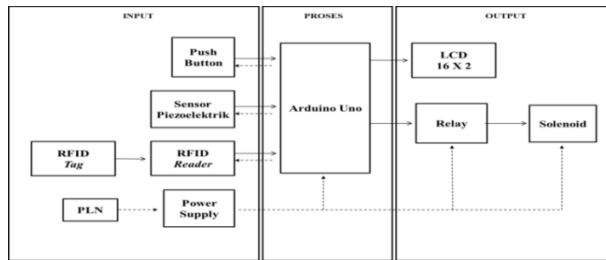 INPUT
PROSES
OUTPUT
Push
Button
LCD
16 X 2
Sensor
Piezoelektrik
Arduino Uno
Relay
Solenoid
RFID
Tag
RFID
Reader
PLN
Power
Supply